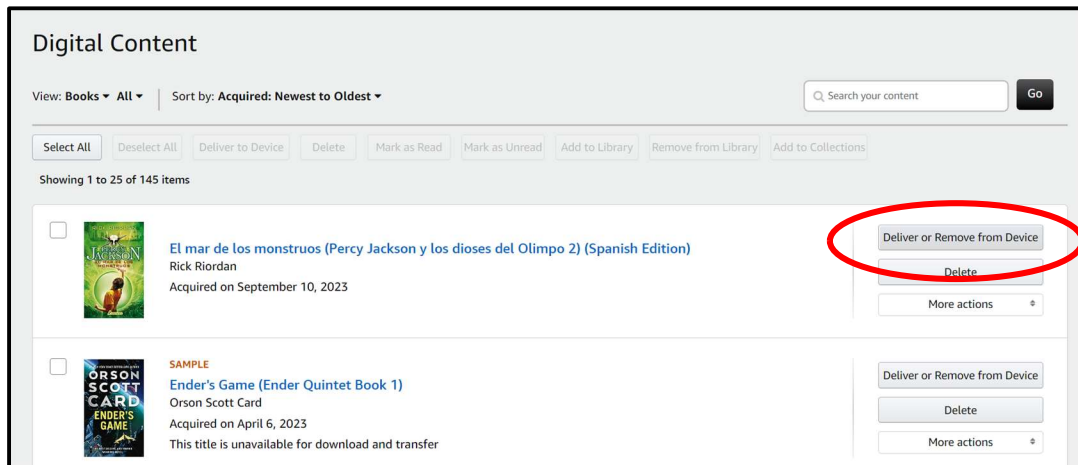 Digital Content
View: Books All Sort by: Acquired: Newest to Oldest
Search your content
Go
Select All Deselect All Deliver to Device Delete Mark as Read Mark as Unread Add to Library Remove from Library Add to Collections
Showing 1 to 25 of 145 items
JACKSON
El mar de los monstruos (Percy Jackson y los dioses del Olimpo 2) (Spanish Edition)
Rick Riordan
Acquired on September 10, 2023
Deliver or Remove from Device
Delete
More actions
ORSON
SCOTT
CARD
ENDER'S
GAME
SAMPLE
Ender's Game (Ender Quintet Book 1)
Orson Scott Card
Acquired on April 6, 2023
This title is unavailable for download and transfer
Deliver or Remove from Device
Delete
More actions